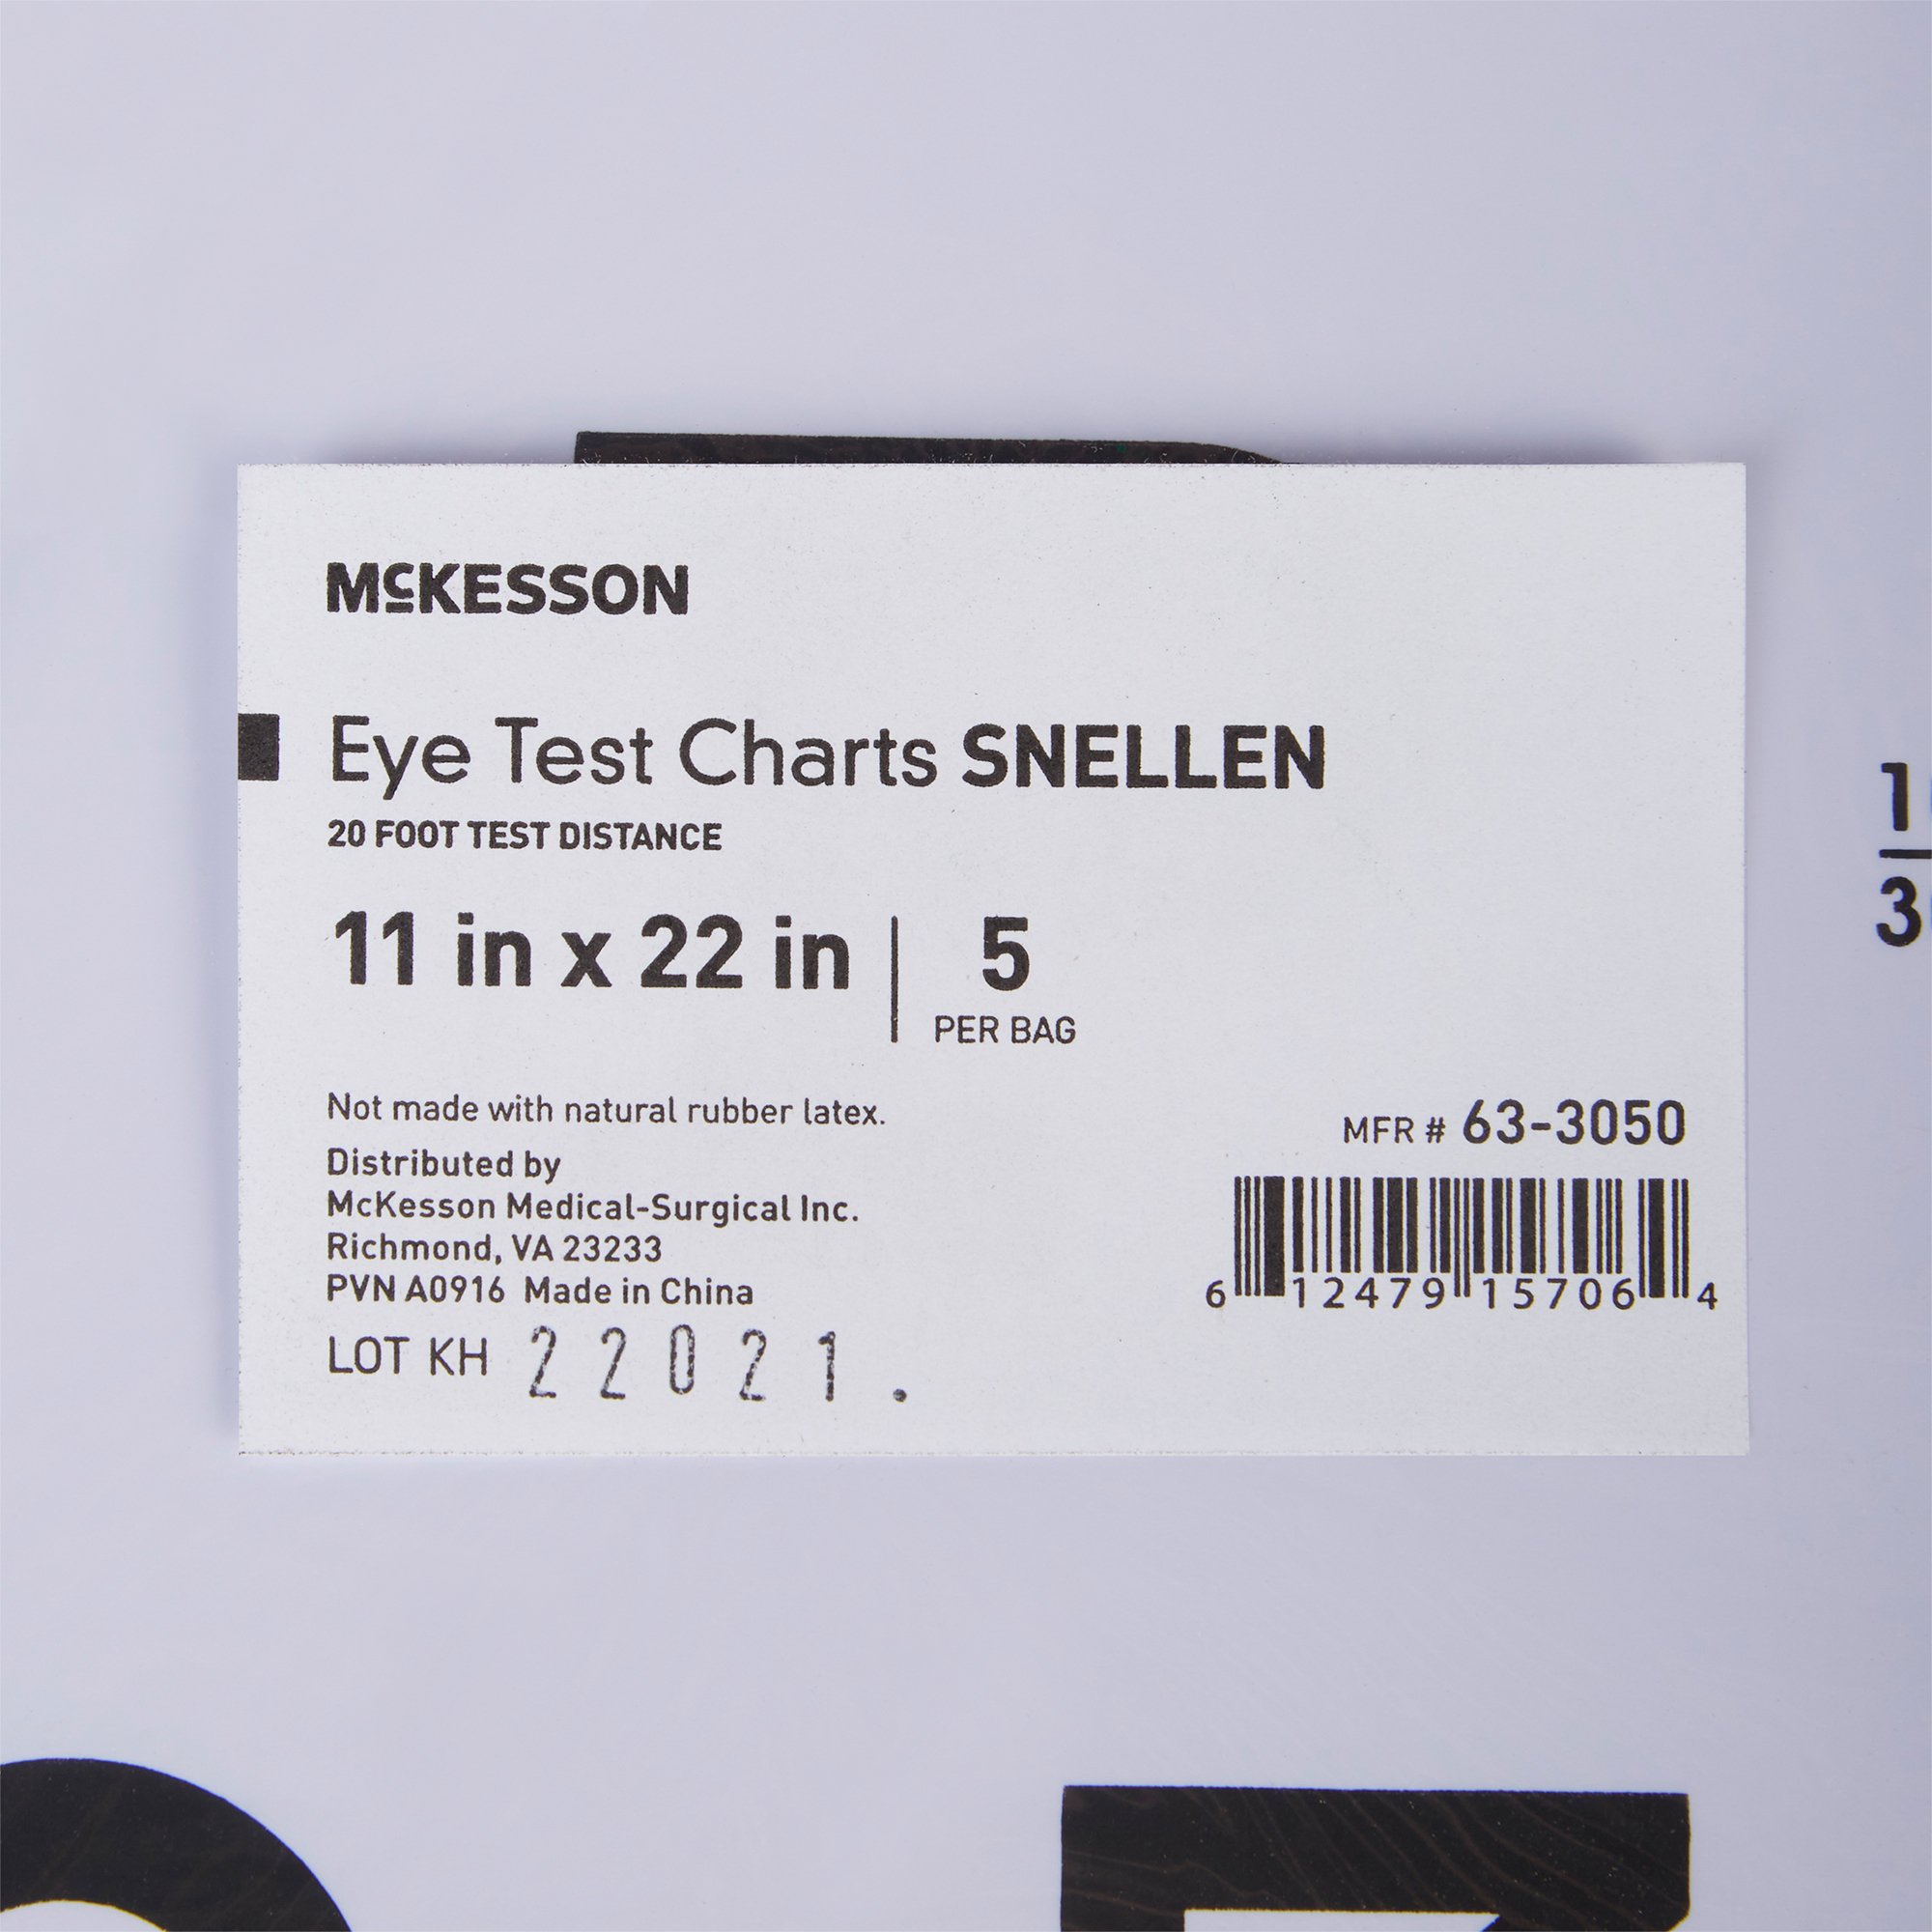 McKESSON
Eye Test Charts SNELLEN
20 FOOT TEST DISTANCE
11 in x 22 in | 5
PER BAG
Not made with natural rubber latex.
Distributed by
McKesson Medical-Surgical Inc.
Richmond, VA 23233
PVN A0916 Made in China
LOT KH 22021.
MFR # 63-3050
6 12479 15706 4